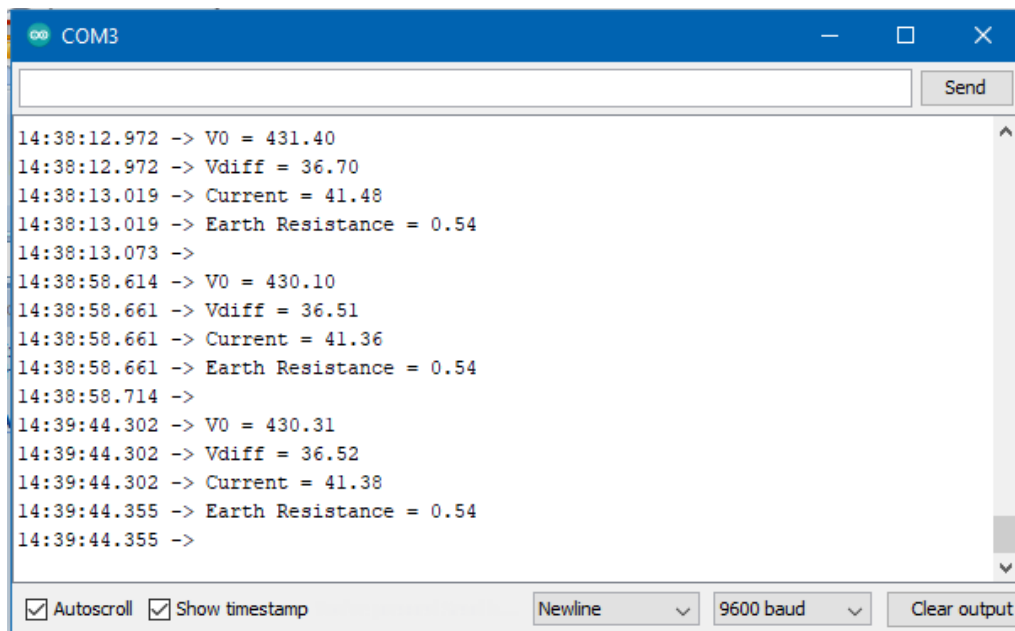 COM3
Send
14:38:12.972 -> V0 = 431.40
14:38:12.972 -> Vdiff = 36.70
14:38:13.019 -> Current = 41.48
14:38:13.019 -> Earth Resistance = 0.54
14:38:13.073 ->
14:38:58.614 -> V0 = 430.10
14:38:58.661 -> Vdiff = 36.51
14:38:58.661 -> Current = 41.36
14:38:58.661 -> Earth Resistance = 0.54
14:38:58.714 ->
14:39:44.302 -> V0 = 430.31
14:39:44.302 -> Vdiff = 36.52
14:39:44.302 -> Current = 41.38
14:39:44.355 -> Earth Resistance = 0.54
14:39:44.355 ->
Autoscroll Show timestamp Newline 9600 baud Clear output